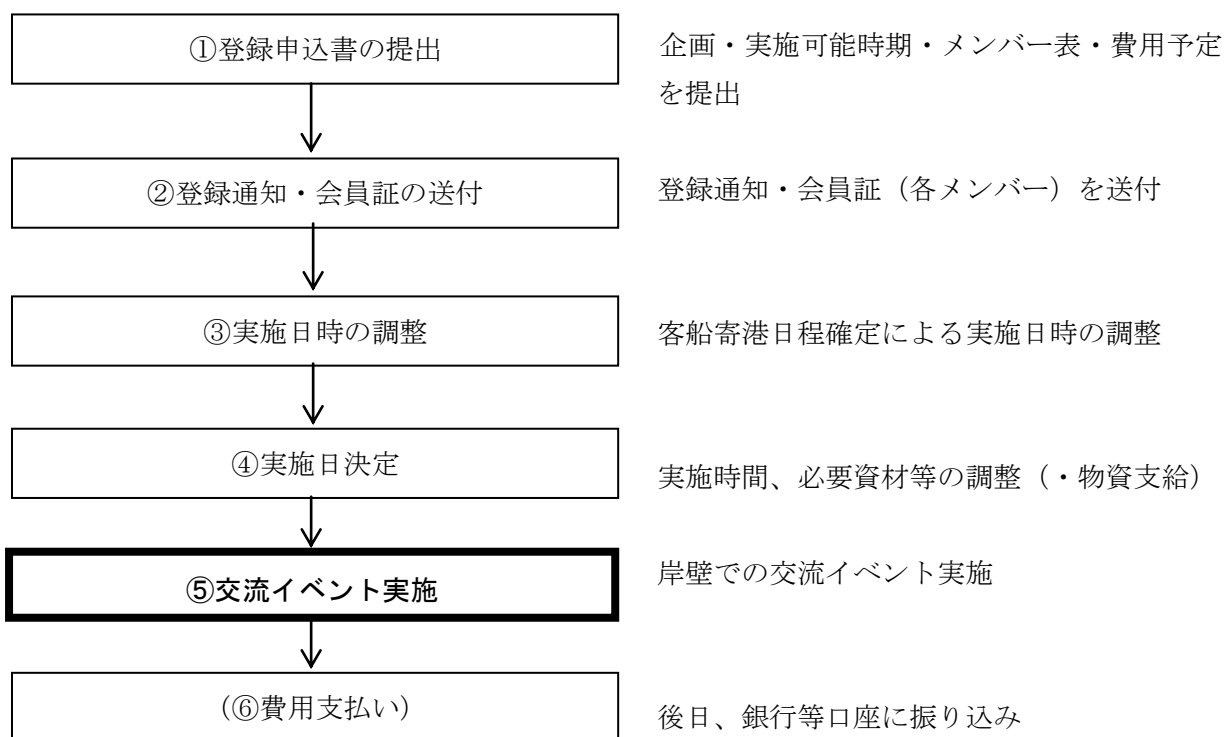 ①登録申込書の提出
企画・実施可能時期・メンバー表・費用予定
を提出
②登録通知・会員証の送付
登録通知・会員証（各メンバー）を送付
③実施日時の調整
客船寄港日程確定による実施日時の調整
④実施日決定
実施時間、必要資材等の調整（・物資支給）
⑤交流イベント実施
岸壁での交流イベント実施
（⑥費用支払い）
後日、銀行等口座に振り込み